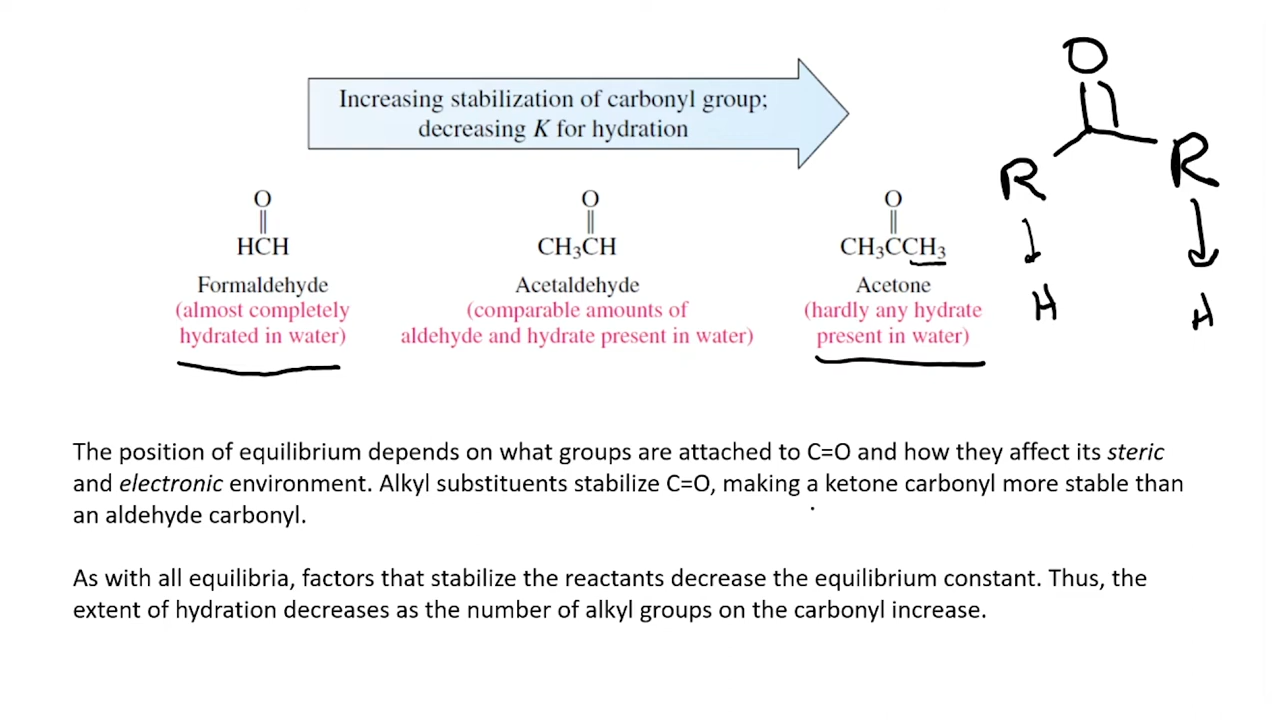 Increasing stabilization of carbonyl group;
decreasing K for hydration
O
HCH
Formaldehyde
(almost completely
hydrated in water)
O
CH₃CH
Acetaldehyde
(comparable amounts of
aldehyde and hydrate present in water)
O
CH₃CCH₃
Acetone
(hardly any hydrate
present in water)
O
R R
H H
The position of equilibrium depends on what groups are attached to C=O and how they affect its steric
and electronic environment. Alkyl substituents stabilize C=O, making a ketone carbonyl more stable than
an aldehyde carbonyl.
As with all equilibria, factors that stabilize the reactants decrease the equilibrium constant. Thus, the
extent of hydration decreases as the number of alkyl groups on the carbonyl increase.